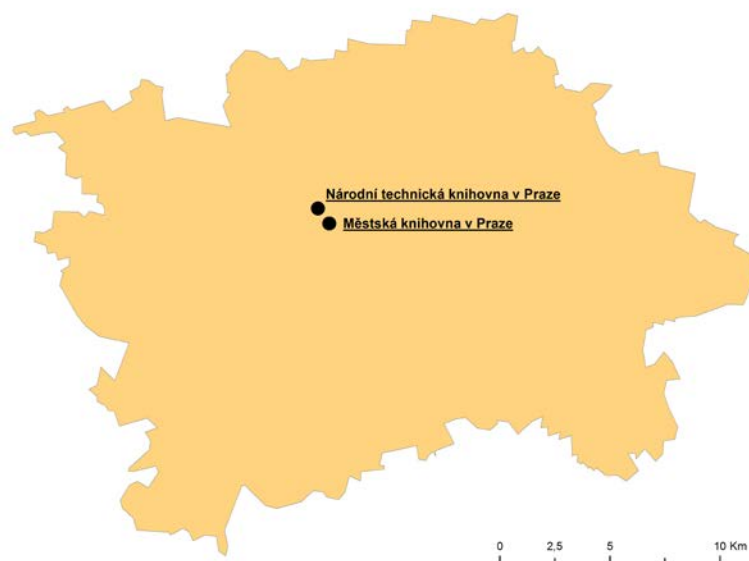 Národní technická knihovna v Praze
Městská knihovna v Praze
0 2,5 5 10 Km